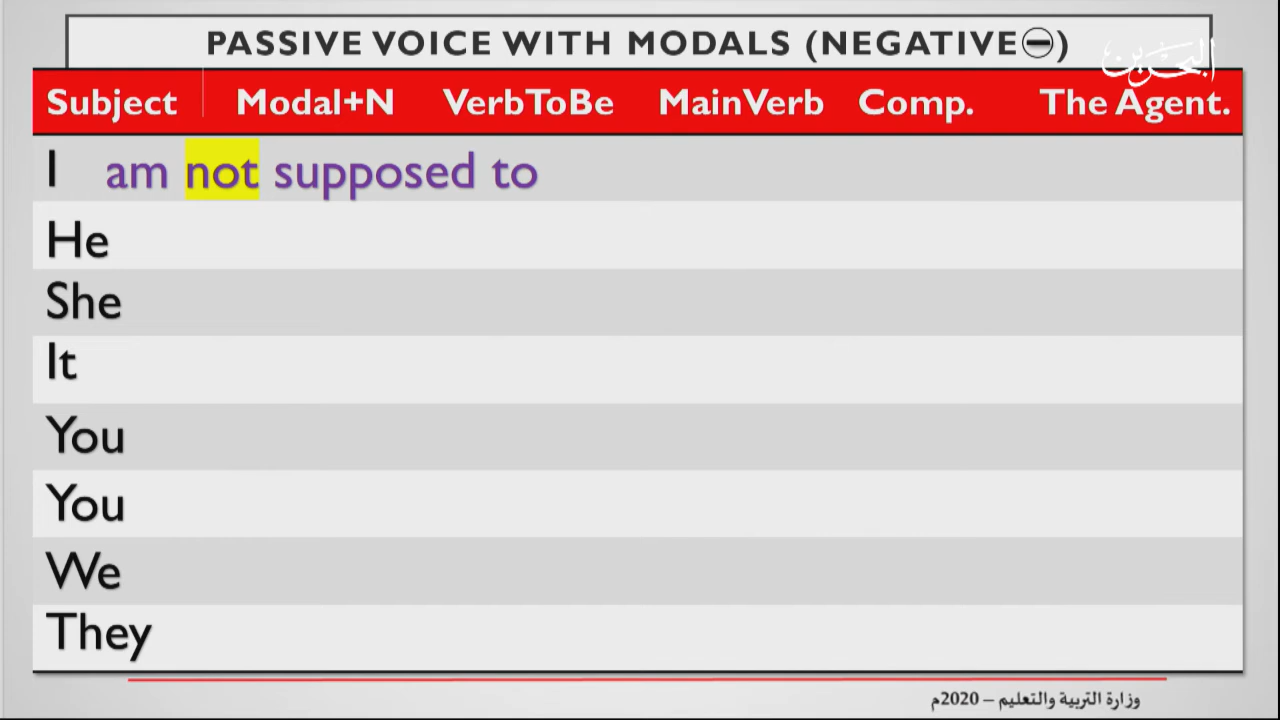 PASSIVE VOICE WITH MODALS (NEGATIVE⊖)
البحرين
Subject Modal+N VerbToBe MainVerb Comp. The Agent.
I am not supposed to
He
She
It
You
You
We
They
وزارة التربية والتعليم – 2020م